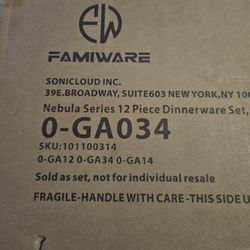 EW
FAMIWARE
SONICLOUD INC.
39E.BROADWAY, SUITE603 NEW YORK,NY
Nebula Series 12 Piece Dinnerware Set,
0-GA034
SKU:101100314
0-GA12 0-GA34 0-GA14
Sold as set, not for individual resale
FRAGILE-HANDLE WITH CARE -THIS SIDE U